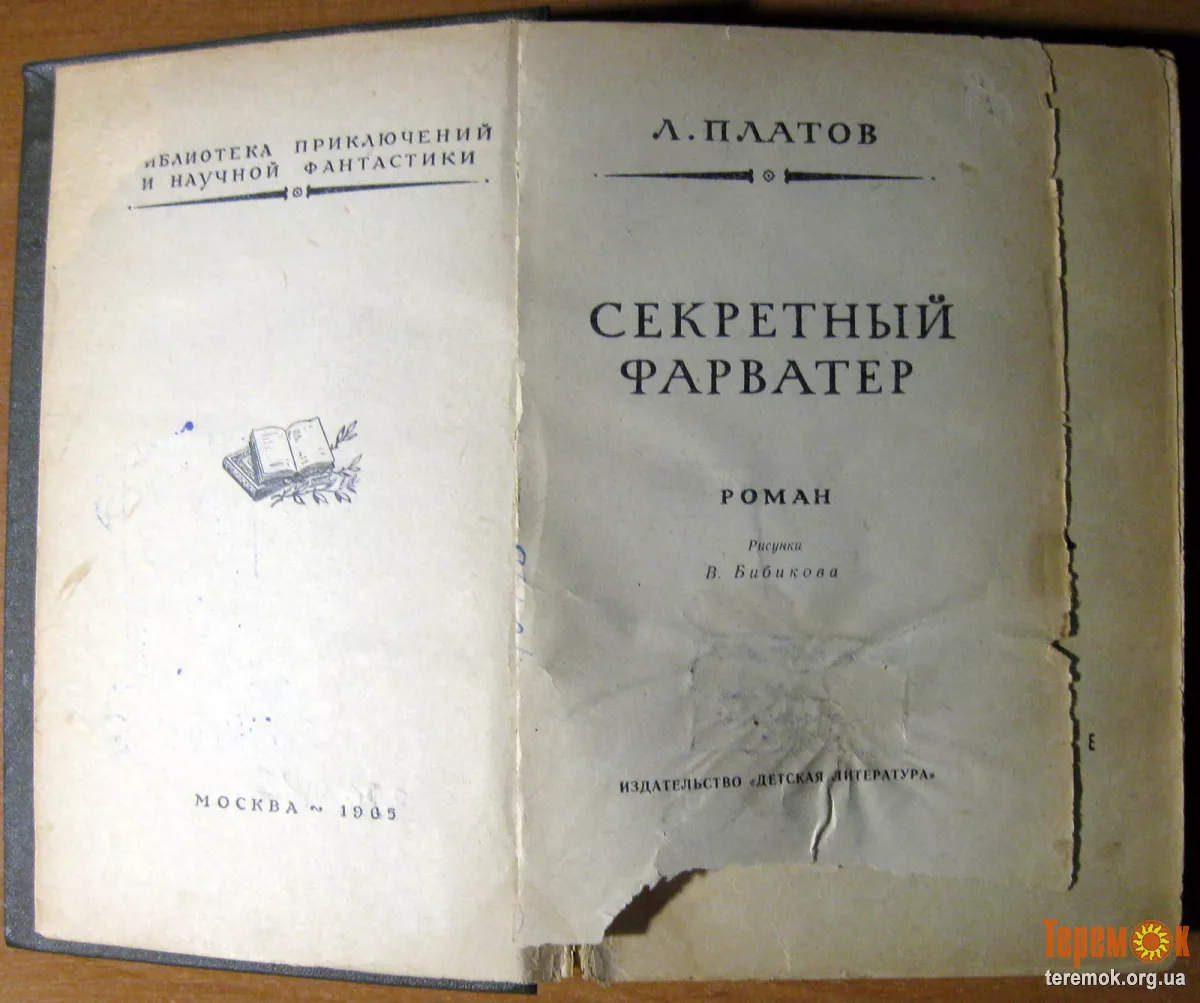 ИБЛИОТЕКА ПРИКЛЮЧЕНИЙ
И НАУЧНОЙ ФАНТАСТИКИ
МОСКВА ~ 1965
Л. ПЛАТОВ
СЕКРЕТНЫЙ
ФАРВАТЕР
РОМАН
Рисунки
В. Бибикова
ИЗДАТЕЛЬСТВО «ДЕТСКАЯ ЛИТЕРАТУРА»
Е
ТеремОк
teremok.org.ua